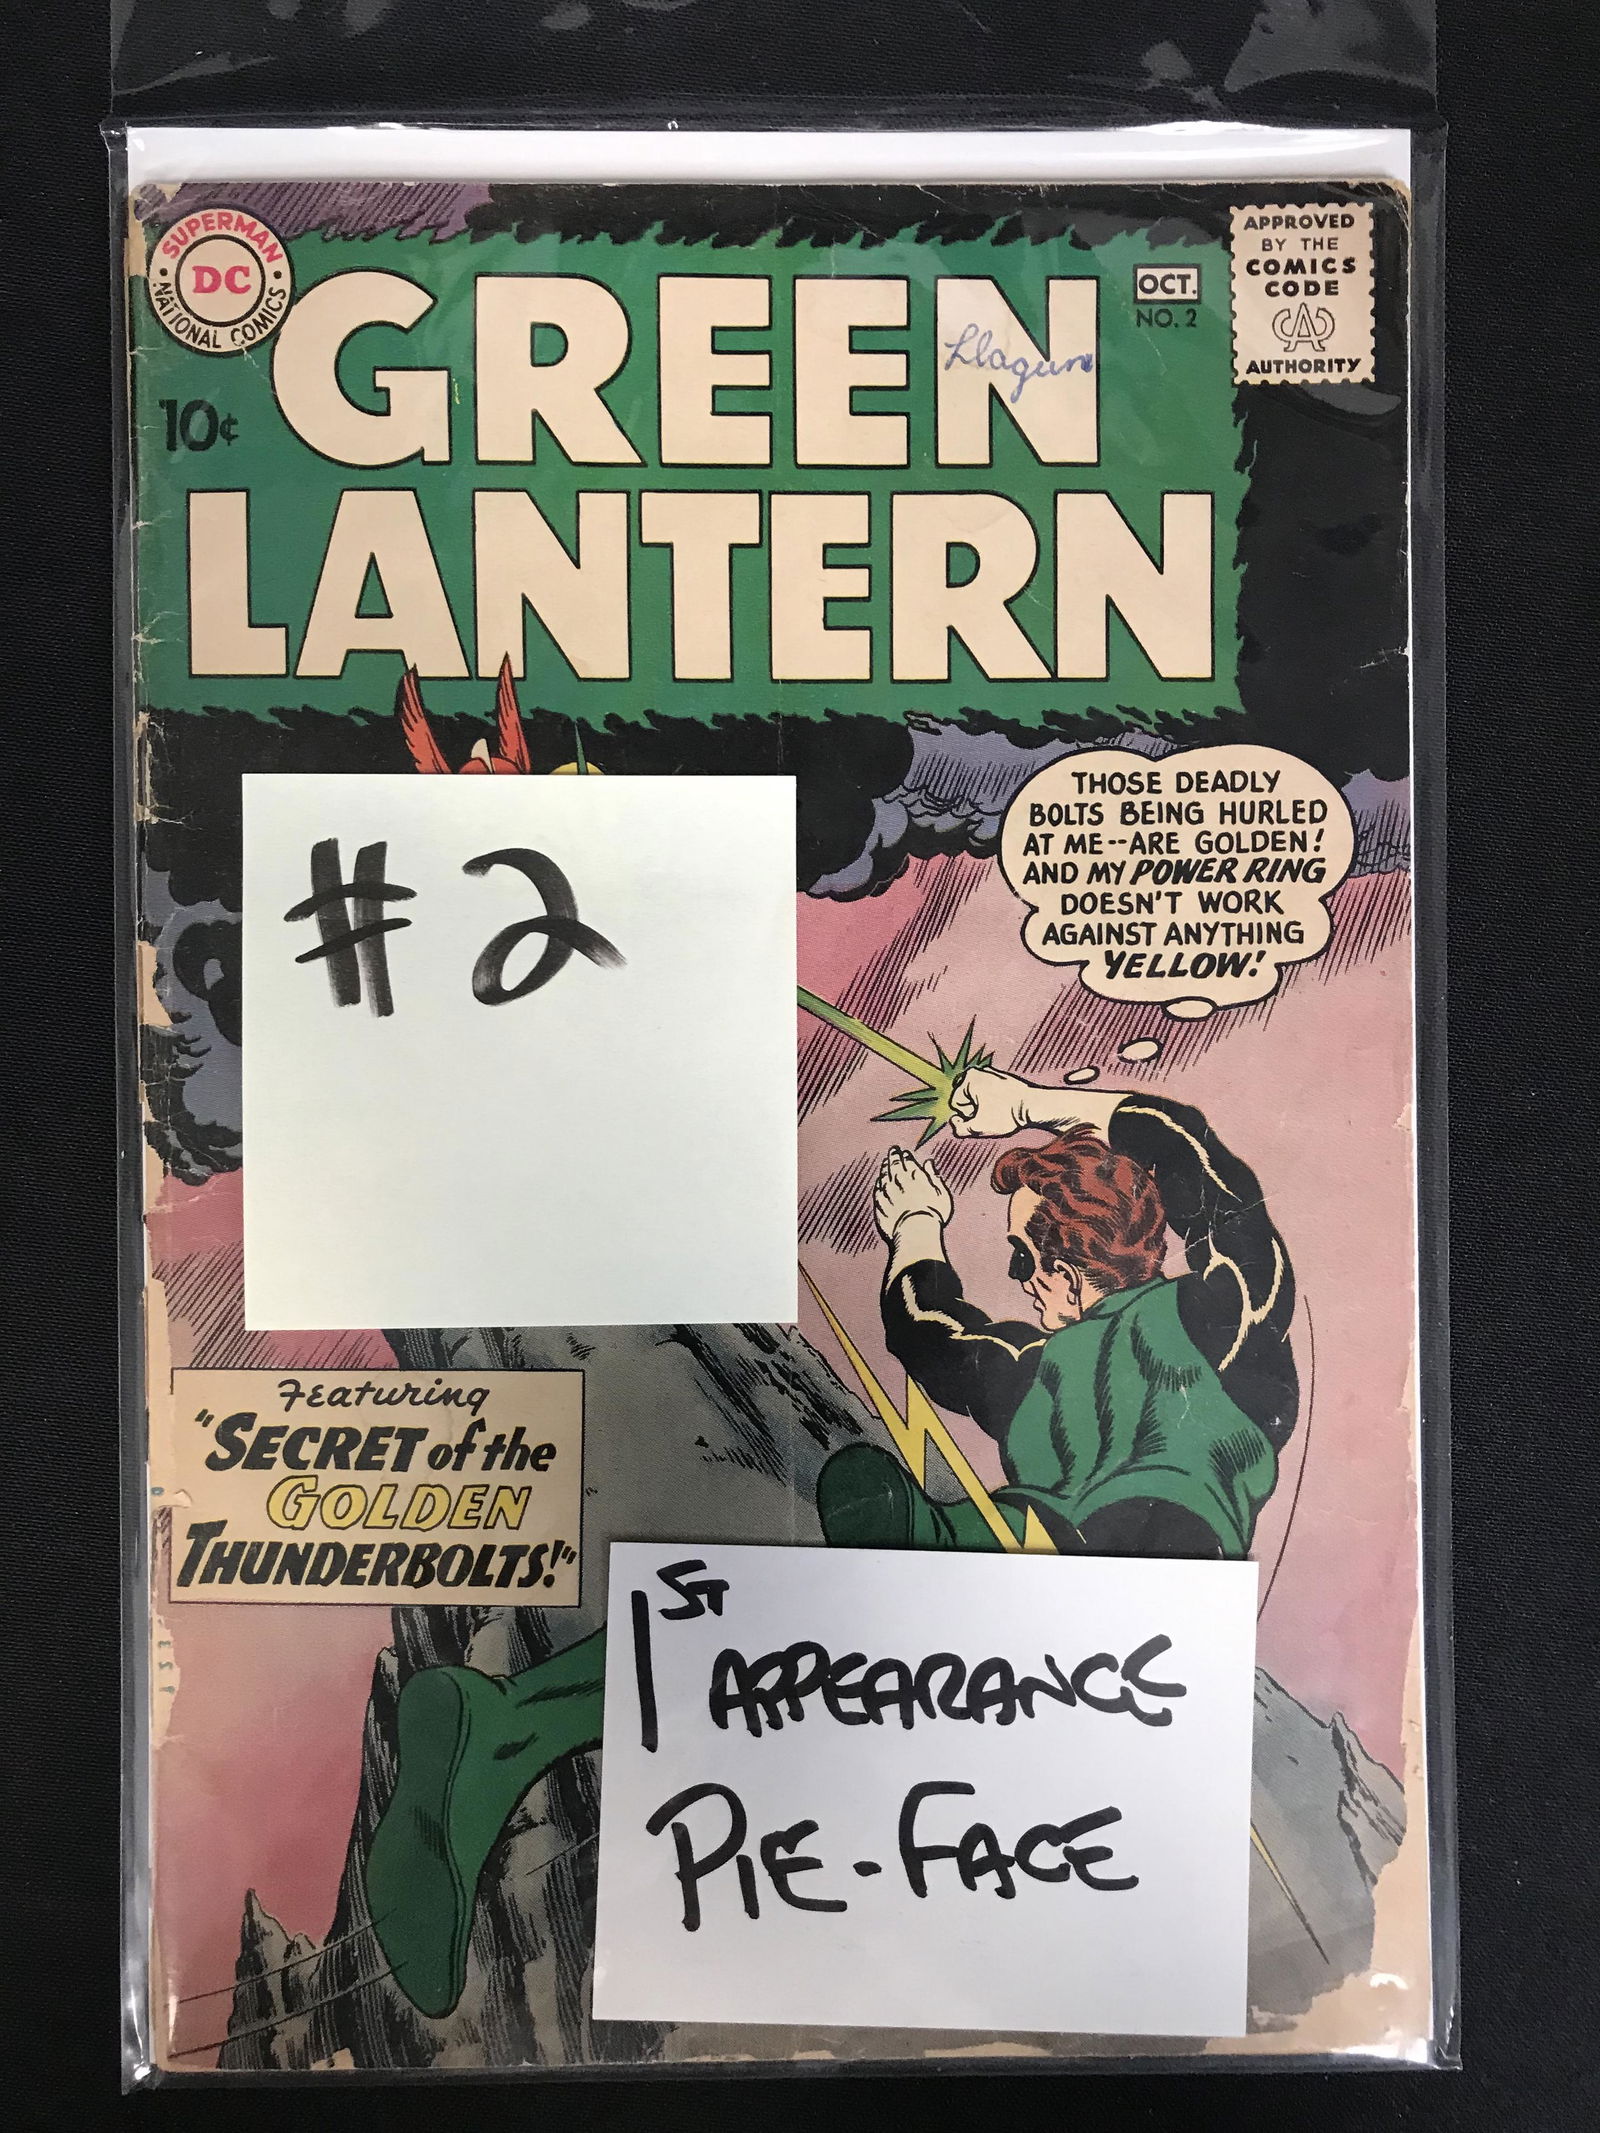 SUPERMAN
DC
NATIONAL COMICS
GREEN
LANTERN
10¢
OCT.
NO. 2
APPROVED
BY THE
COMICS
CODE
CA
AUTHORITY
Llagun
THOSE DEADLY
BOLTS BEING HURLED
AT ME--ARE GOLDEN!
AND MY POWER RING
DOESN'T WORK
AGAINST ANYTHING
YELLOW!
#2
Featuring
"SECRET of the
GOLDEN
THUNDERBOLTS!"
1ST
APPEARANCE
PIE-FACE